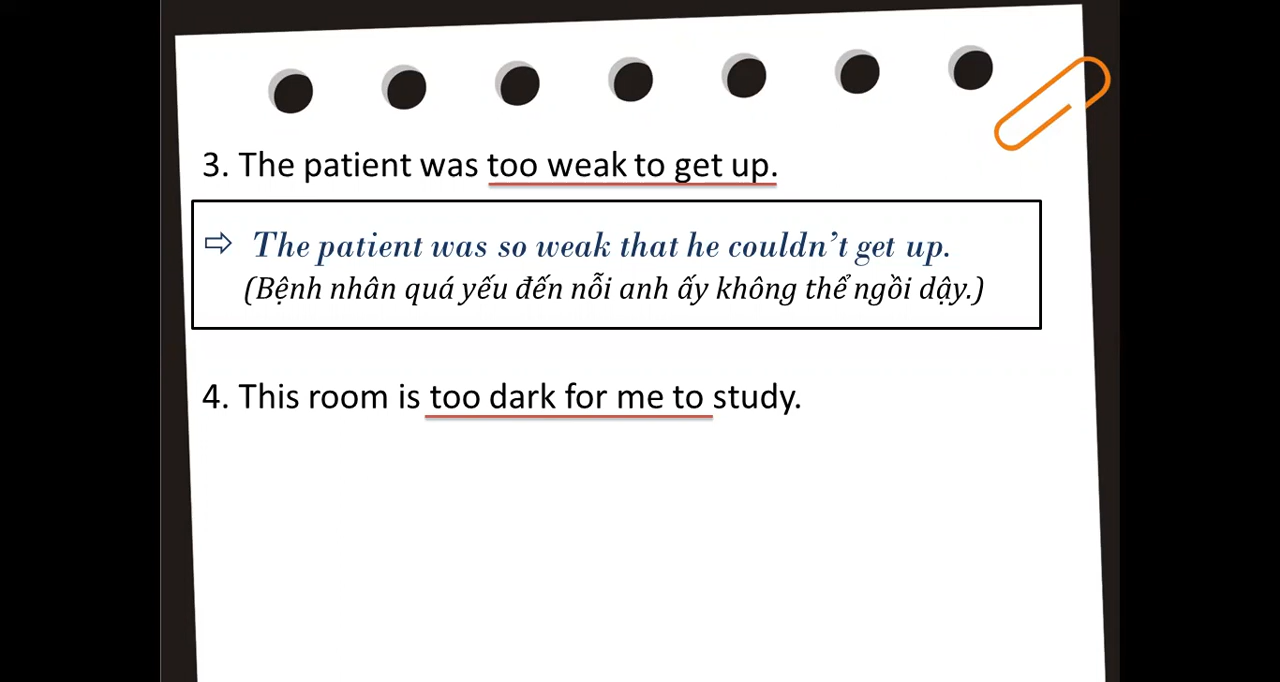 3. The patient was too weak to get up.
⇨ The patient was so weak that he couldn’t get up.
(Bệnh nhân quá yếu đến nỗi anh ấy không thể ngồi dậy.)
4. This room is too dark for me to study.